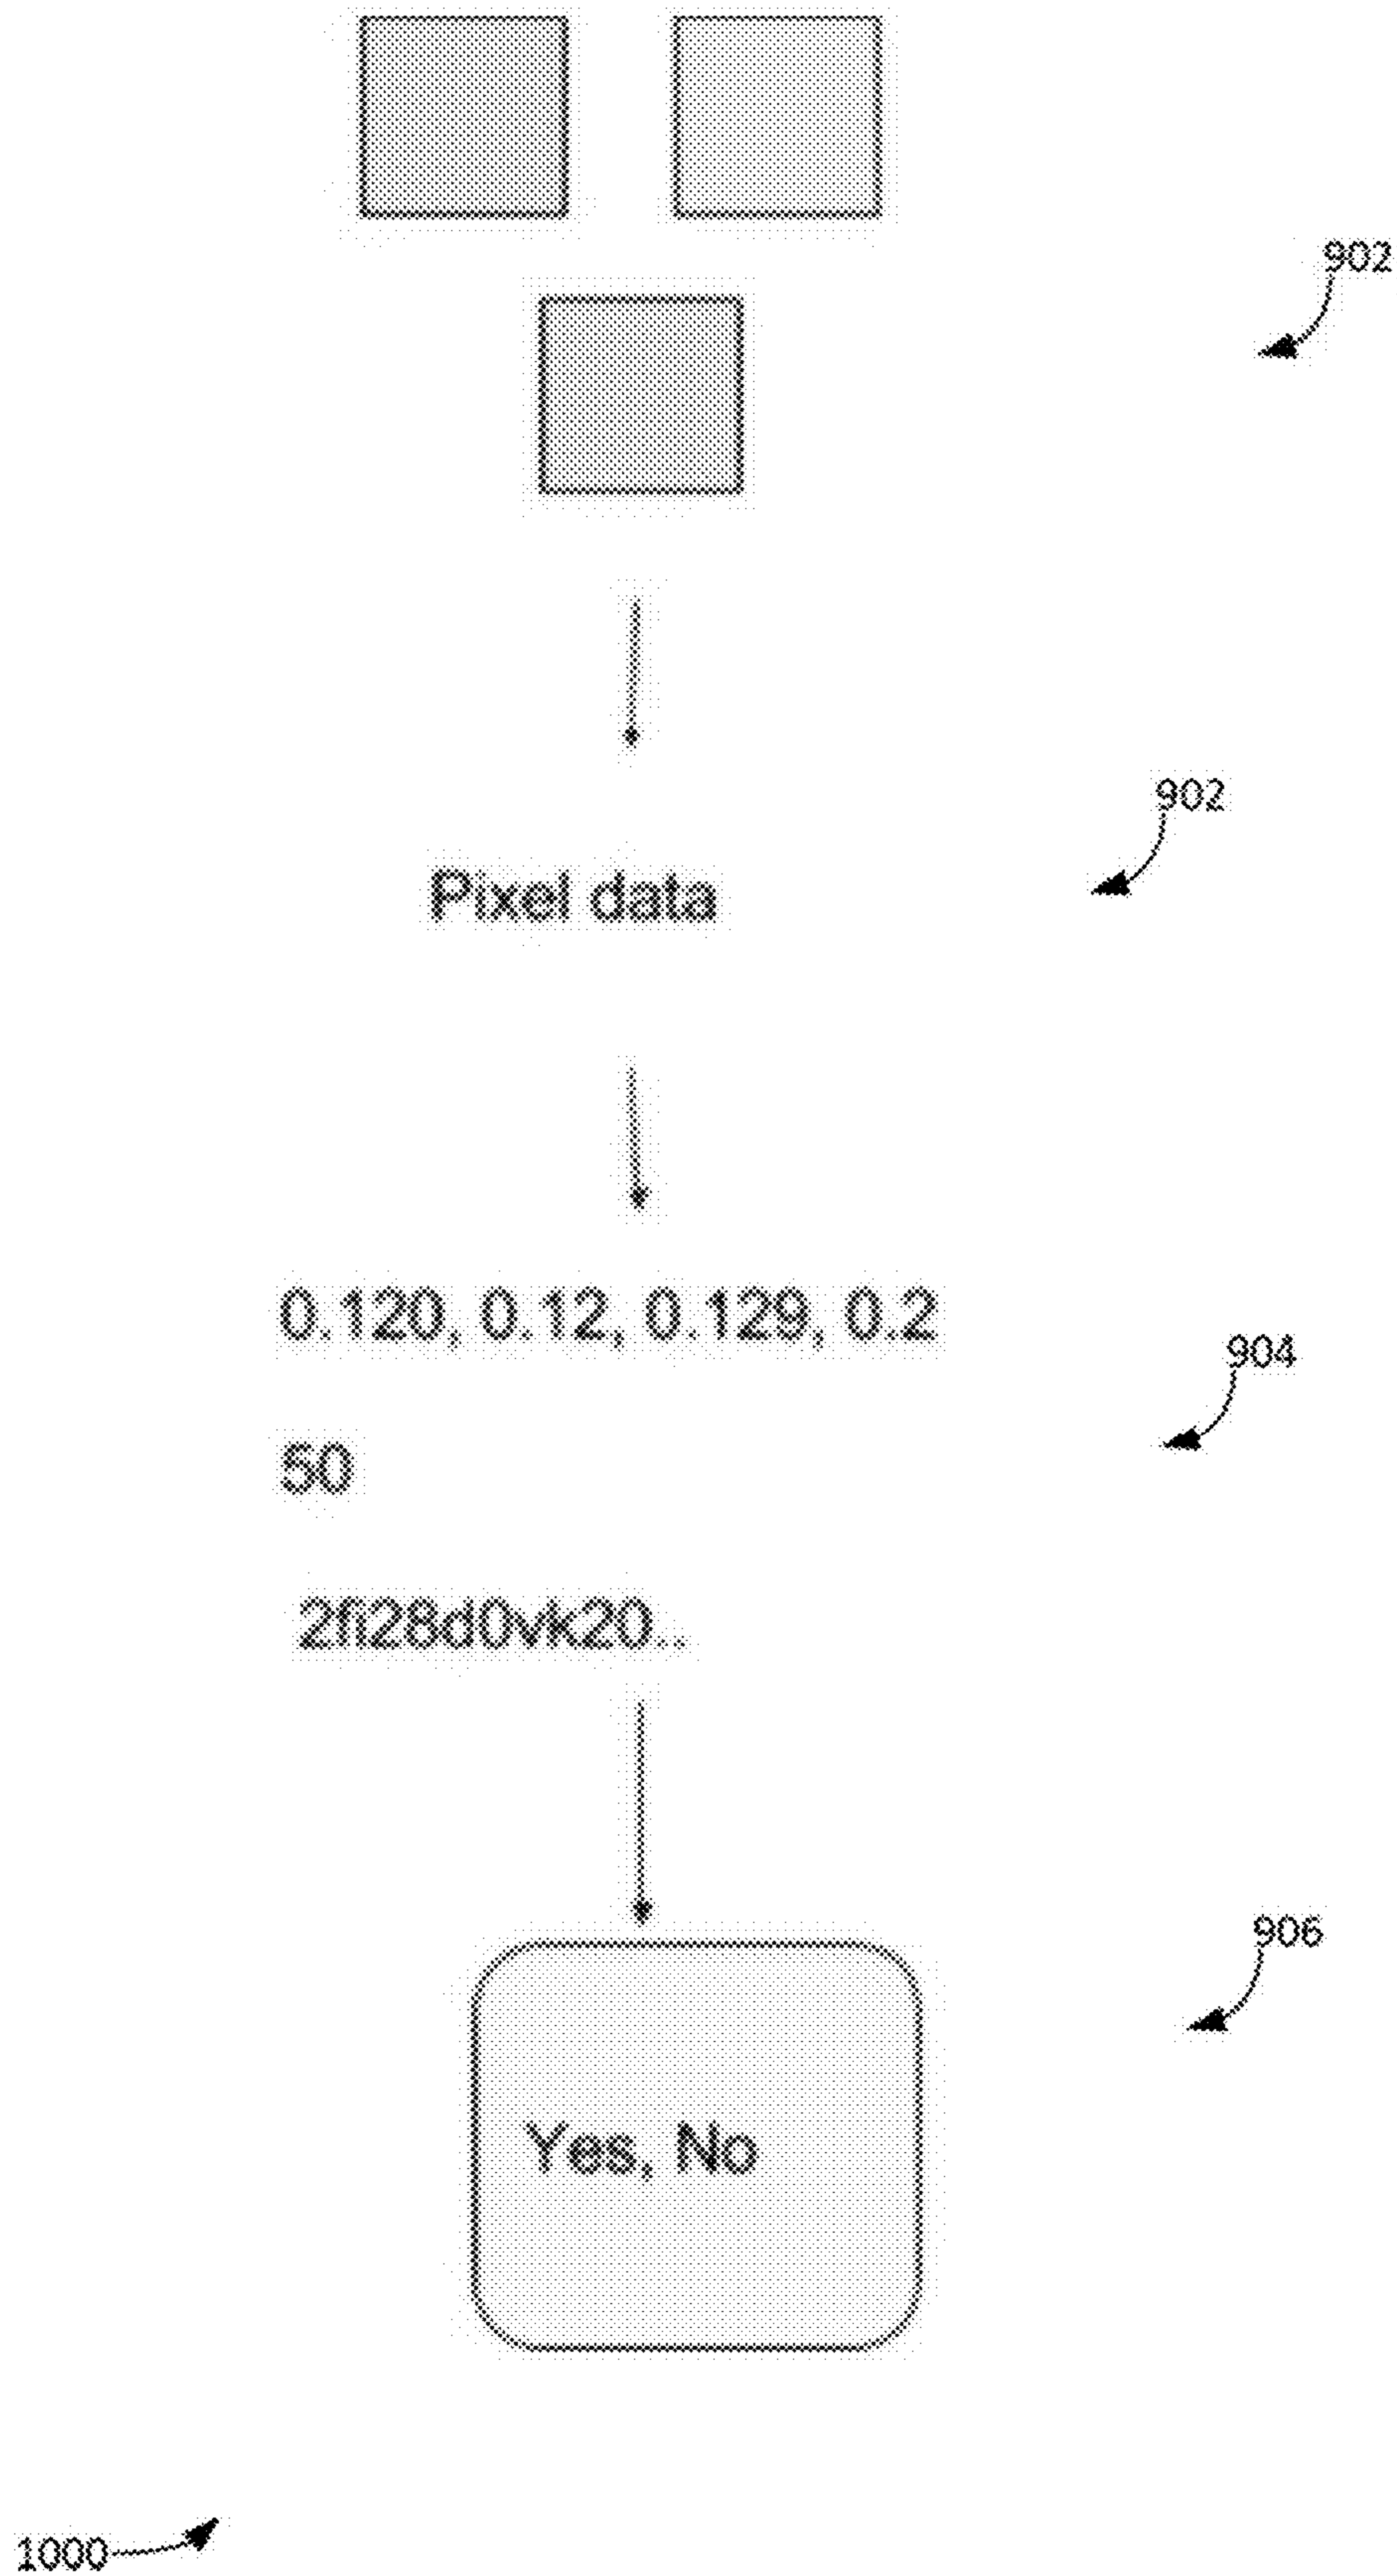 902
902
Pixel data
0.120, 0.12, 0.129, 0.2
904
50
2fi28d0vk20...
906
Yes, No
1000